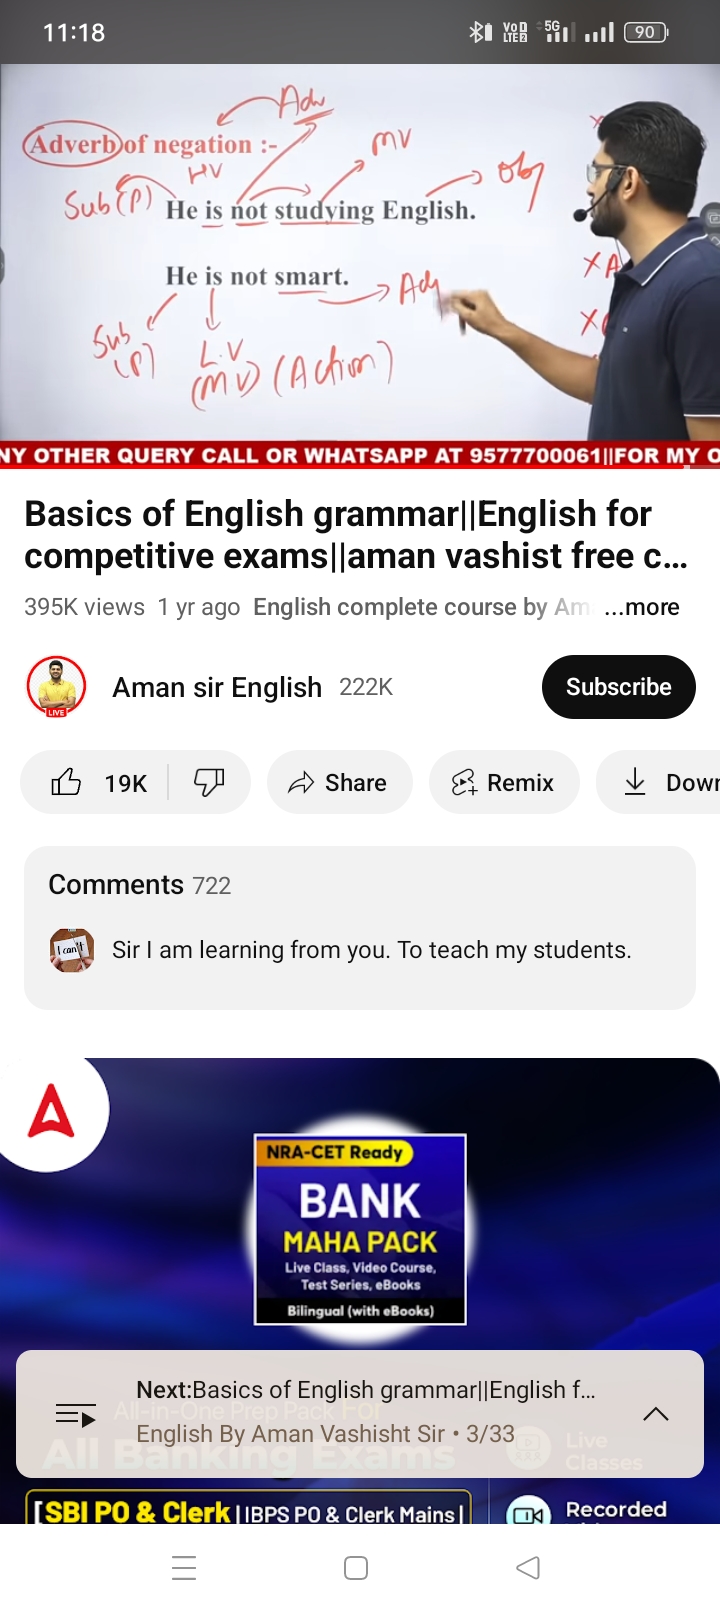 11:18
VoD
LTE2
5G
90
Adv
Adverb of negation :-
HV
MV
Obj
Sub (P)
He is not studying English.
He is not smart.
Adj
Sub
(P)
L.V
(MV) (Action)
NY OTHER QUERY CALL OR WHATSAPP AT 9577700061||FOR MY O
Basics of English grammar||English for
competitive exams||aman vashist free c...
395K views 1 yr ago English complete course by Am ...more
LIVE
Aman sir English 222K
Subscribe
19K
Share
Remix
Down
Comments 722
I can't
Sir I am learning from you. To teach my students.
NRA-CET Ready
BANK
MAHA PACK
Live Class, Video Course,
Test Series, eBooks
Bilingual (with eBooks)
Next:Basics of English grammar||English f...
All-in-One Prep Pack For
English By Aman Vashisht Sir • 3/33
All Banking Exams
Live
Classes
[SBI PO & Clerk | IBPS PO & Clerk Mains |
Recorded